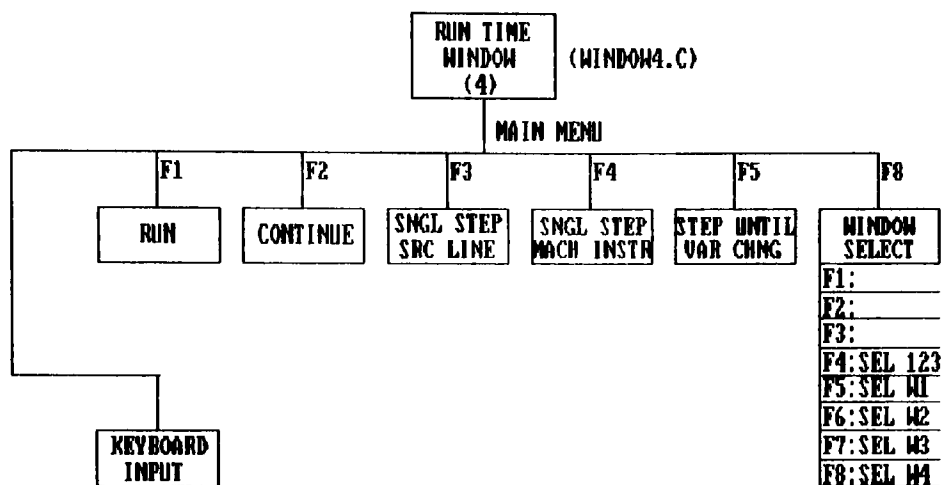 RUN TIME
WINDOW
(4)
(WINDOW4.C)
MAIN MENU
F1
F2
F3
F4
F5
F8
RUN
CONTINUE
SNGL STEP
SRC LINE
SNGL STEP
MACH INSTR
STEP UNTIL
VAR CHNG
WINDOW
SELECT
F1:
F2:
F3:
F4:SEL 123
F5:SEL W1
F6:SEL W2
F7:SEL W3
F8:SEL W4
KEYBOARD
INPUT